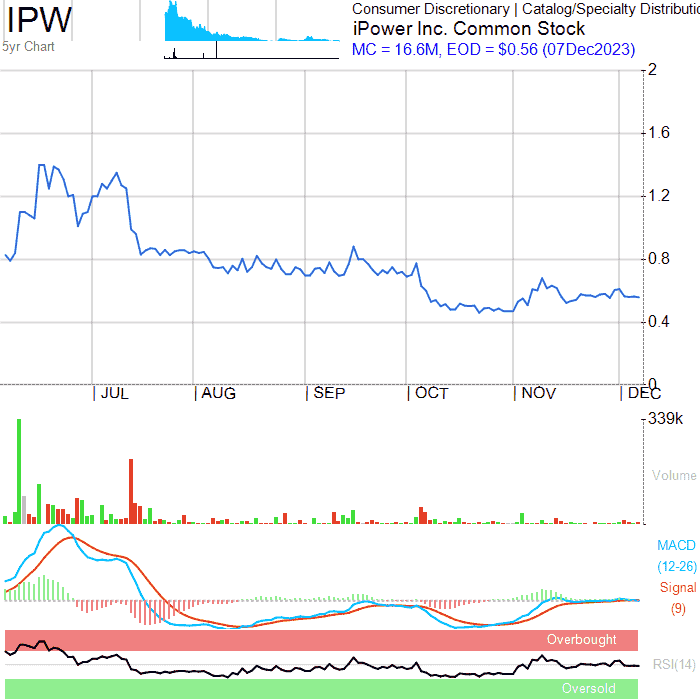 IPW
5yr Chart
Consumer Discretionary | Catalog/Specialty Distributio
iPower Inc. Common Stock
MC = 16.6M, EOD = $0.56 (07Dec2023)
2
1.6
1.2
0.8
0.4
0
JUL AUG SEP OCT NOV DEC
339k
Volume
MACD
(12-26)
Signal
(9)
Overbought
RSI(14)
Oversold